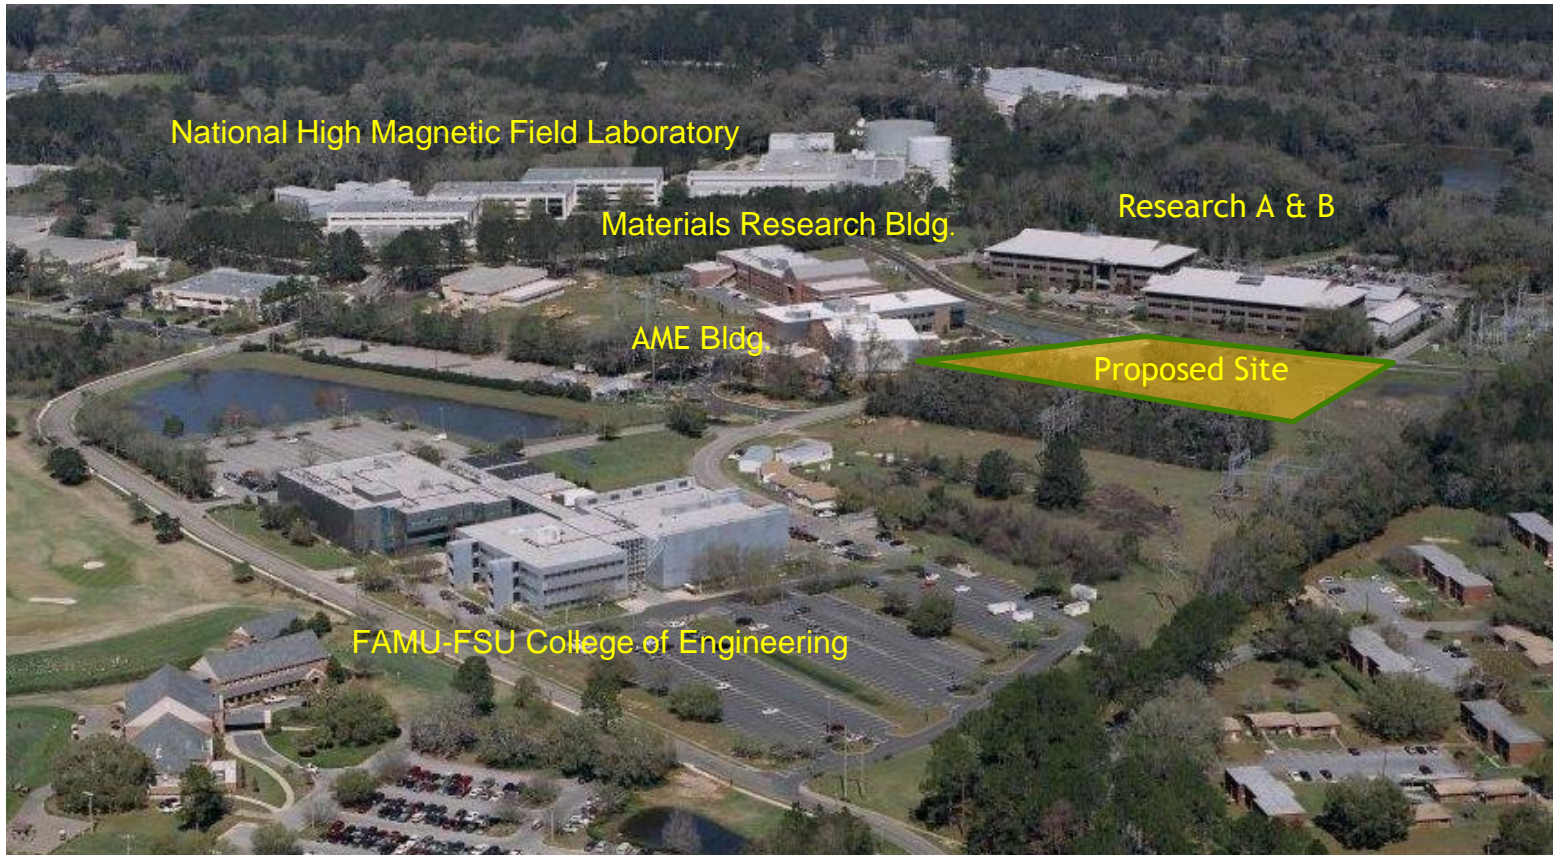 National High Magnetic Field Laboratory
Research A & B
Materials Research Bldg.
AME Bldg.
Proposed Site
FAMU-FSU College of Engineering